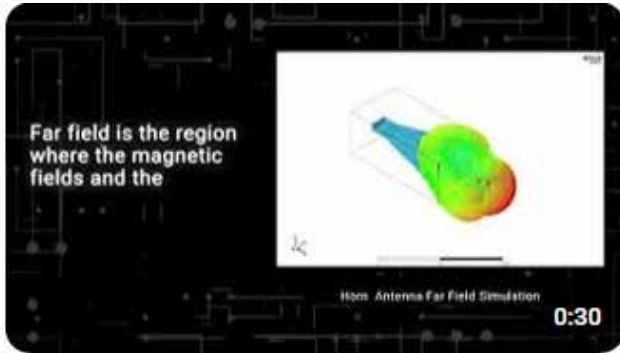 Far field is the region
where the magnetic
fields and the
Horn Antenna Far Field Simulation
0:30